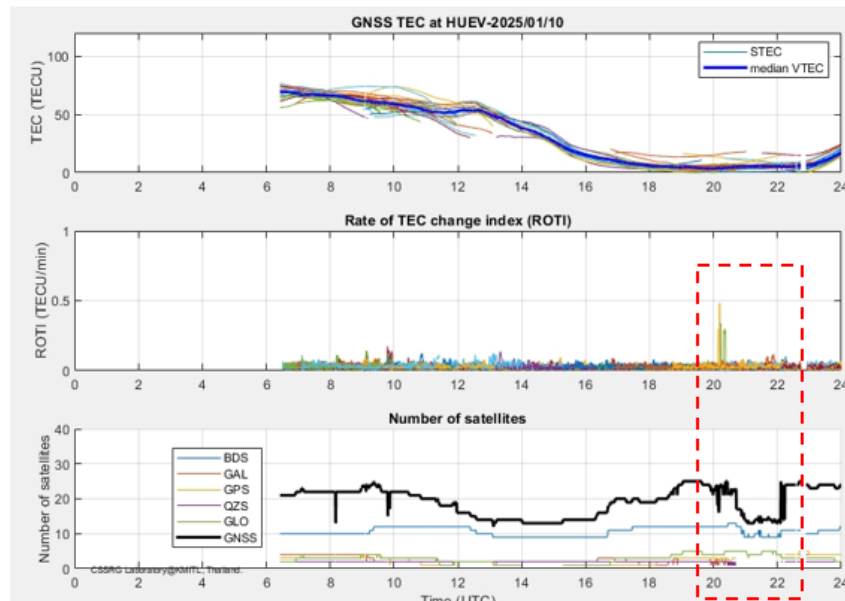 GNSS TEC at HUEV-2025/01/10
TEC (TECU)
100
50
0
STEC
median VTEC
0 2 4 6 8 10 12 14 16 18 20 22 24
Rate of TEC change index (ROTI)
ROTI (TECU/min)
1
0.5
0
0 2 4 6 8 10 12 14 16 18 20 22 24
Number of satellites
Number of satellites
40
30
20
10
0
BDS
GAL
GPS
QZS
GLO
GNSS
CSSRG Laboratory@KMITL, Thailand.
0 2 4 6 8 10 12 14 16 18 20 22 24
Time (UTC)